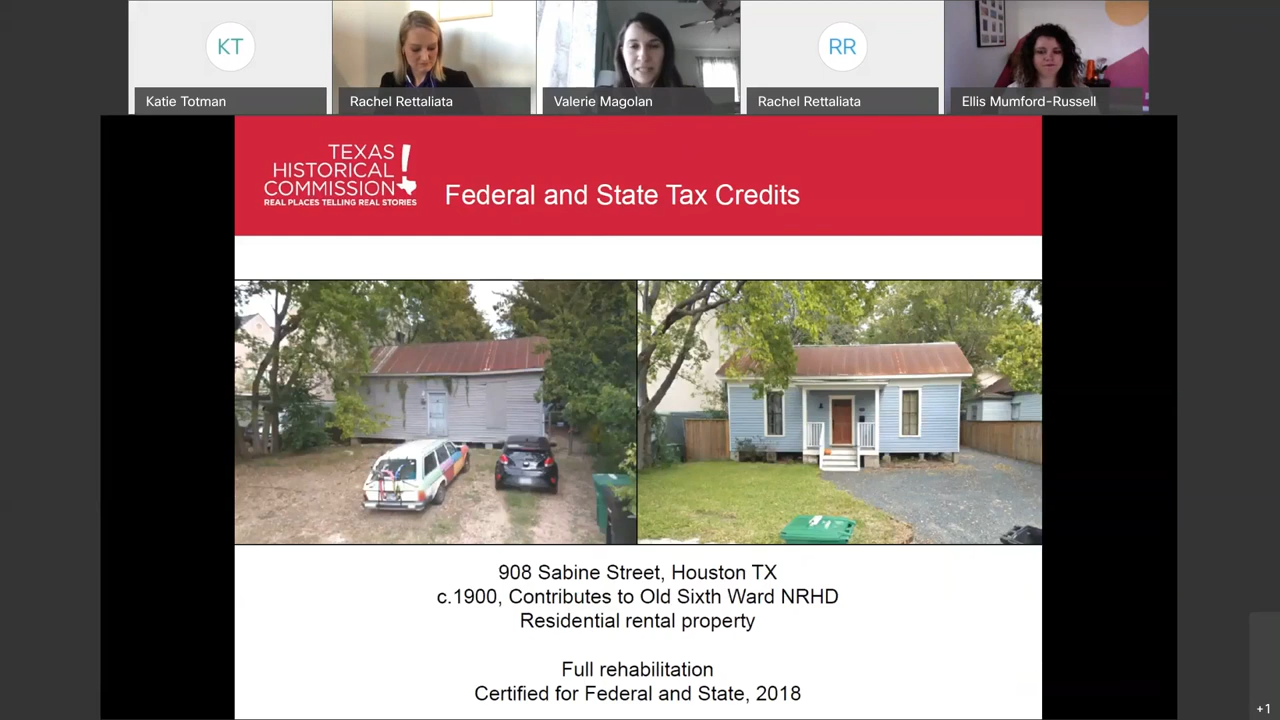 KT
RR
Katie Totman
Rachel Rettaliata
Valerie Magolan
Rachel Rettaliata
Ellis Mumford-Russell
TEXAS
HISTORICAL
COMMISSION
REAL PLACES TELLING REAL STORIES
Federal and State Tax Credits
908 Sabine Street, Houston TX
c.1900, Contributes to Old Sixth Ward NRHD
Residential rental property
Full rehabilitation
Certified for Federal and State, 2018
+1